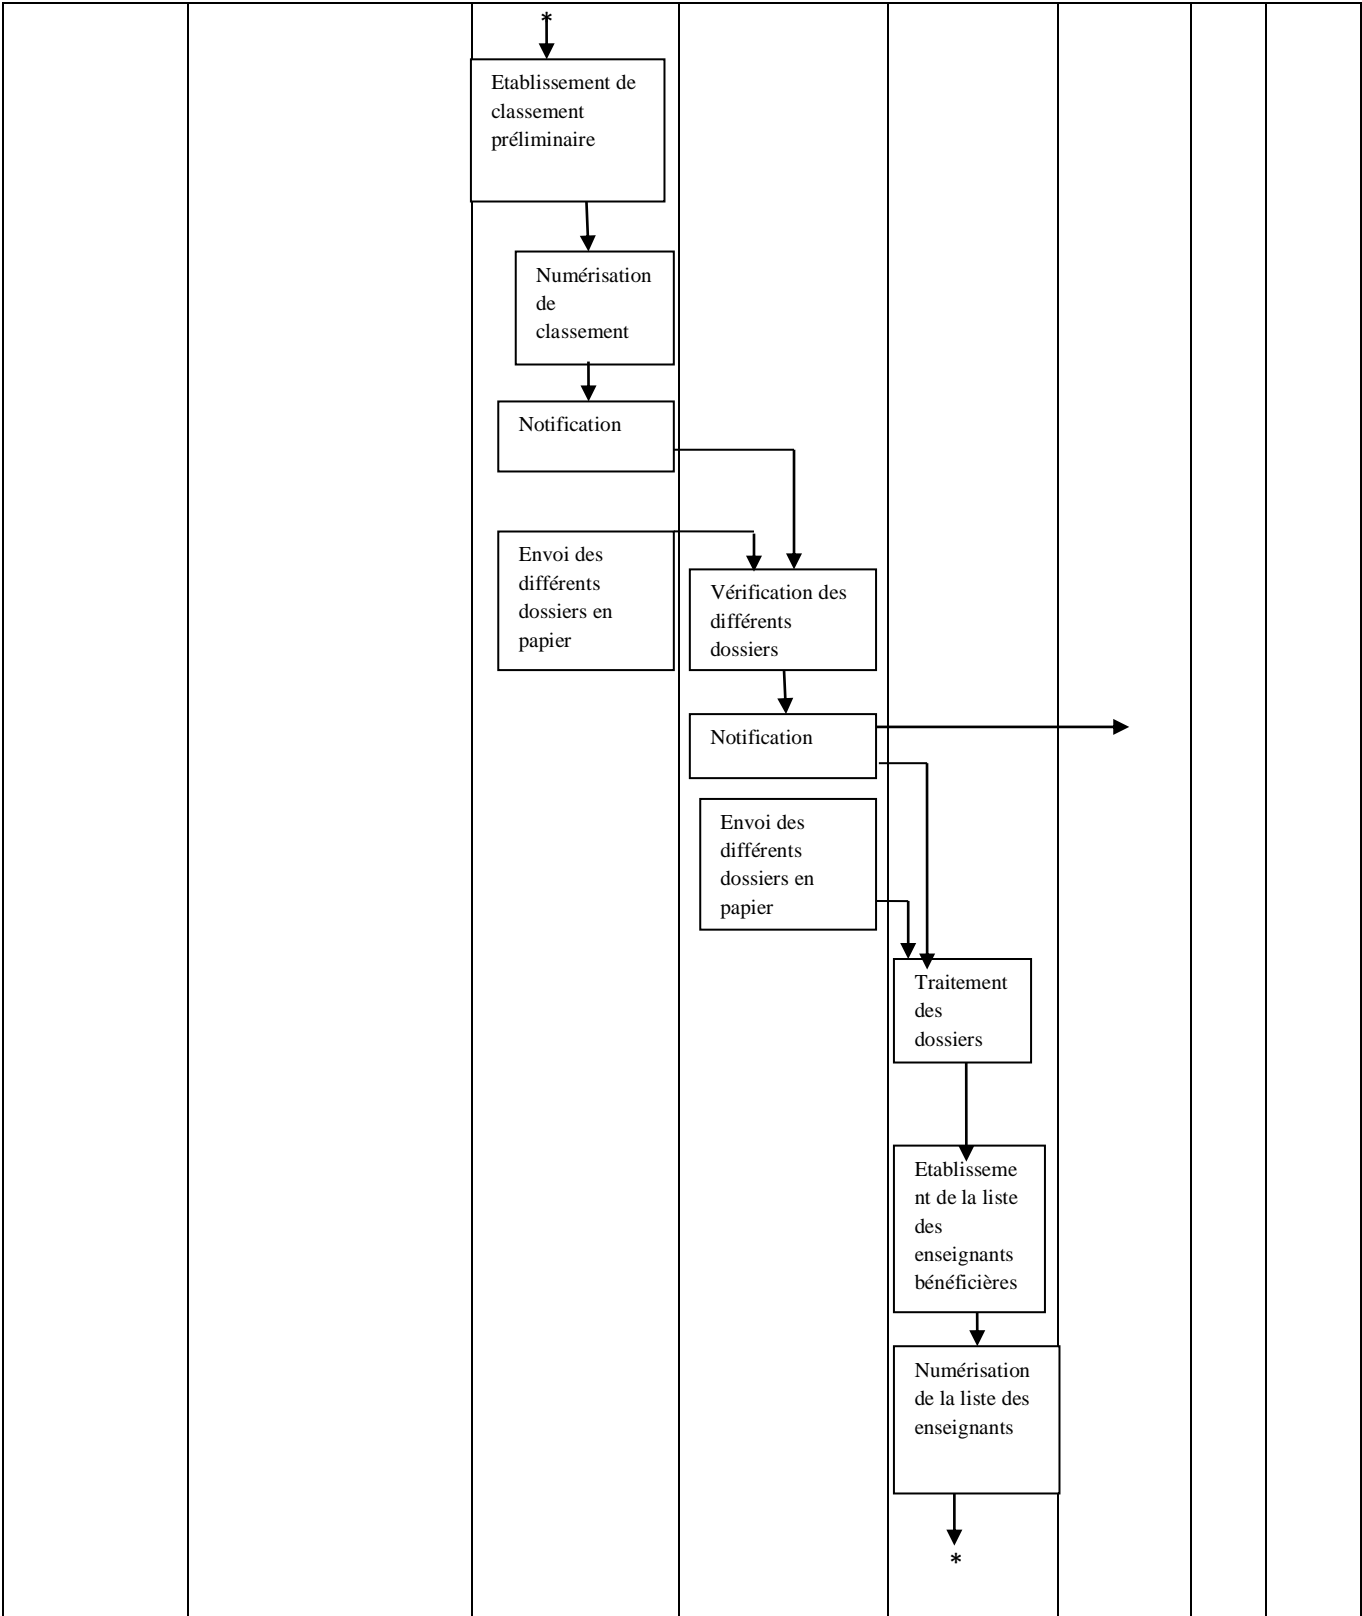 *
Etablissement de
classement
préliminaire
Numérisation
de
classement
Notification
Envoi des
différents
dossiers en
papier
Vérification des
différents
dossiers
Notification
Envoi des
différents
dossiers en
papier
Traitement
des
dossiers
Etablisseme
nt de la liste
des
enseignants
bénéficières
Numérisation
de la liste des
enseignants
*